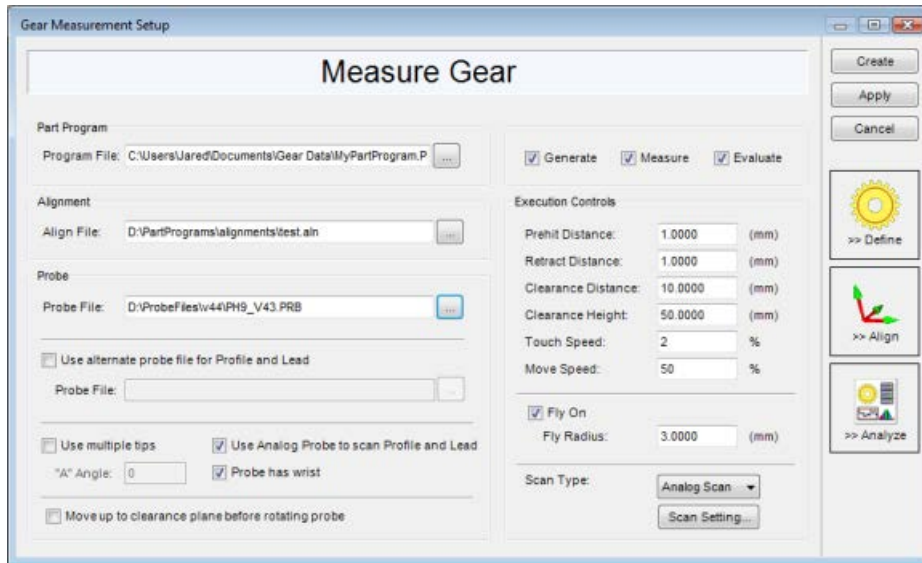 Gear Measurement Setup
Measure Gear
Part Program
Program File: C:\Users\Jared\Documents\Gear Data\MyPartProgram.P ...
Generate Measure Evaluate
Alignment
Align File: D:\PartPrograms\alignments\test.aln ...
Probe
Probe File: D:\ProbeFiles\v44\PH9_V43.PRB ...
Use alternate probe file for Profile and Lead
Probe File: ...
Use multiple tips Use Analog Probe to scan Profile and Lead
"A" Angle: 0 Probe has wrist
Move up to clearance plane before rotating probe
Execution Controls
Prehit Distance: 1.0000 (mm)
Retract Distance: 1.0000 (mm)
Clearance Distance: 10.0000 (mm)
Clearance Height: 50.0000 (mm)
Touch Speed: 2 %
Move Speed: 50 %
Fly On
Fly Radius: 3.0000 (mm)
Scan Type: Analog Scan
Scan Setting...
Create
Apply
Cancel
>> Define
>> Align
>> Analyze